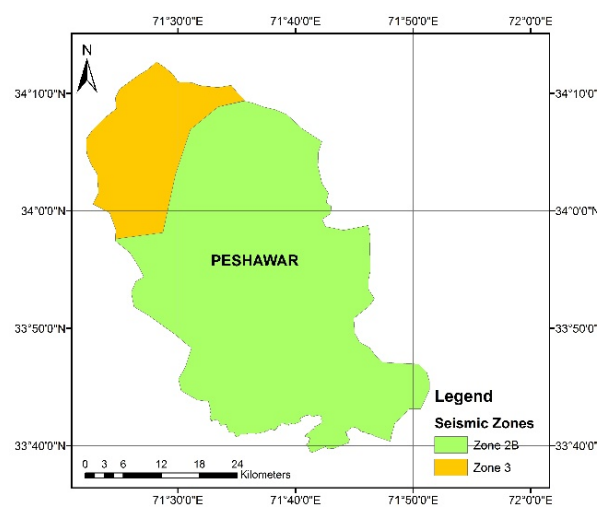 71°30'0"E 71°40'0"E 71°50'0"E 72°0'0"E
N
34°10'0"N 34°10'0"N
34°0'0"N 34°0'0"N
PESHAWAR
33°50'0"N 33°50'0"N
Legend
Seismic Zones
Zone 2B
33°40'0"N 33°40'0"N
Zone 3
0 3 6 12 18 24
Kilometers
71°30'0"E 71°40'0"E 71°50'0"E 72°0'0"E